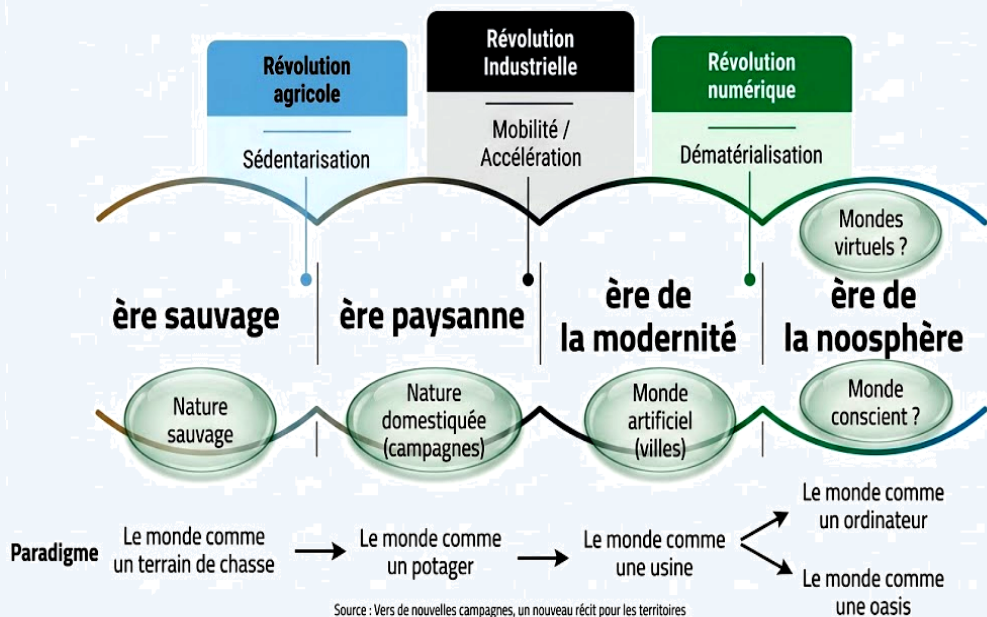 Révolution
agricole
Sédentarisation
Révolution
Industrielle
Mobilité /
Accélération
Révolution
numérique
Dématérialisation
Mondes
virtuels ?
ère sauvage
ère paysanne
ère de
la modernité
ère de
la noosphère
Nature
sauvage
Nature
domestiquée
(campagnes)
Monde
artificiel
(villes)
Monde
conscient ?
Paradigme
Le monde comme
un terrain de chasse
Le monde comme
un potager
Le monde comme
une usine
Le monde comme
un ordinateur
Le monde comme
une oasis
Source : Vers de nouvelles campagnes, un nouveau récit pour les territoires